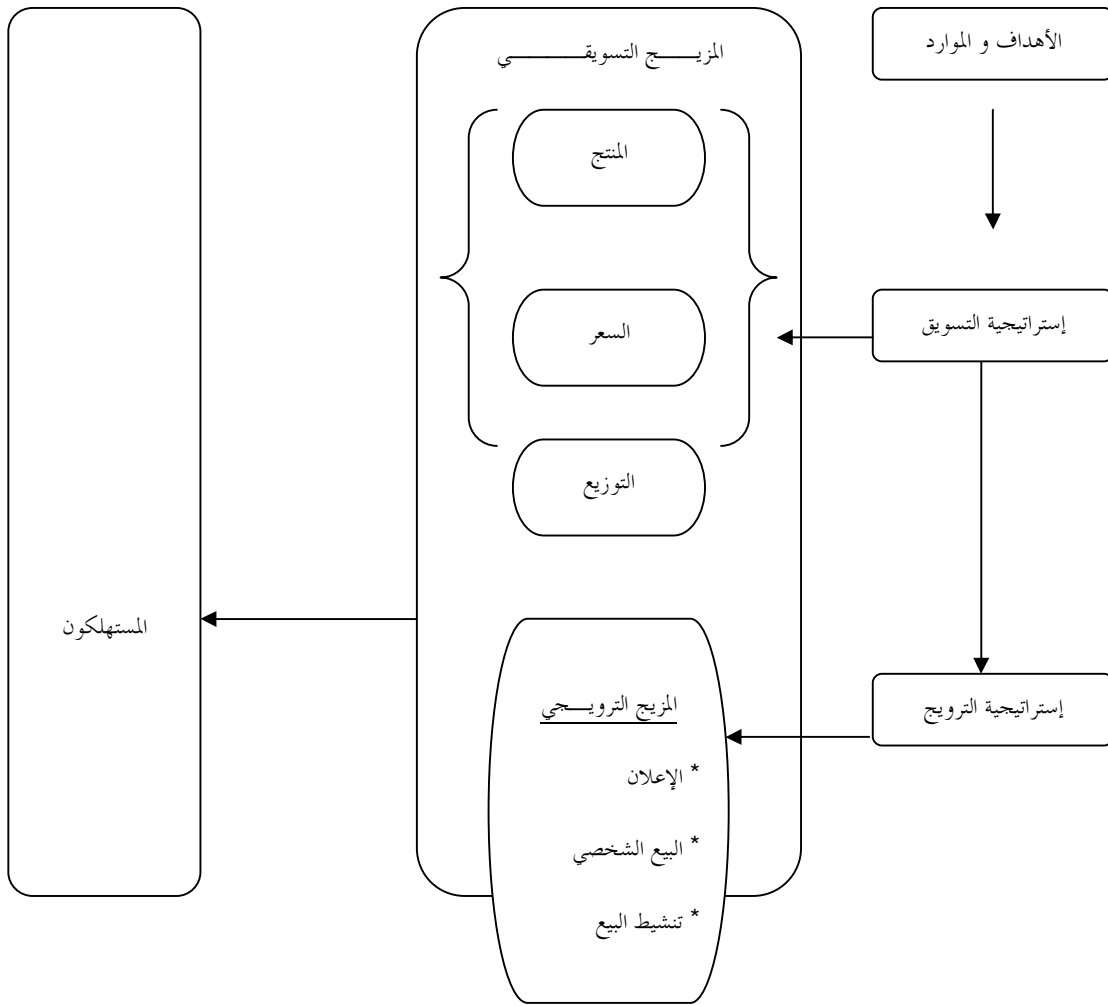 الأهداف و الموارد
المزيـــــج التسويقـــــــــي
المنتج
إستراتيجية التسويق
السعر
التوزيع
المستهلكون
إستراتيجية الترويج
المزيج الترويـــجي
* الإعلان
* البيع الشخصي
* تنشيط البيع